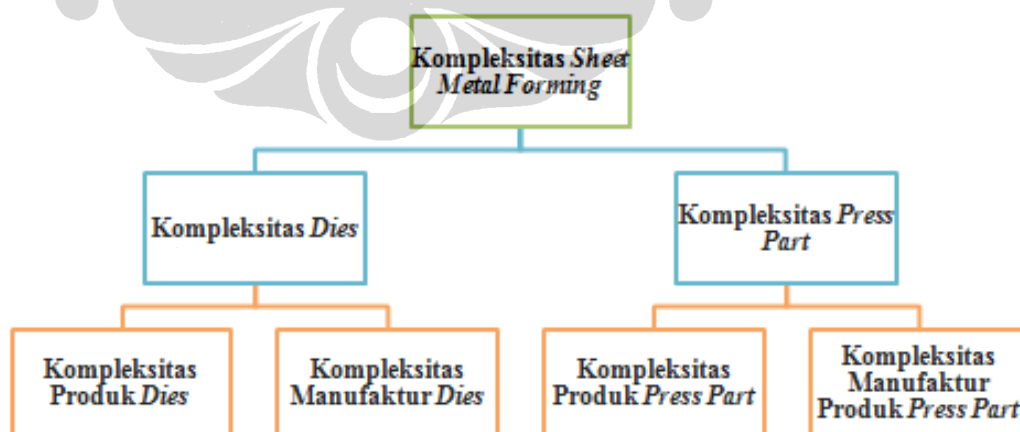 Kompleksitas Sheet
Metal Forming
Kompleksitas Dies
Kompleksitas Press
Part
Kompleksitas
Produk Dies
Kompleksitas
Manufaktur Dies
Kompleksitas
Produk Press Part
Kompleksitas
Manufaktur
Produk Press Part